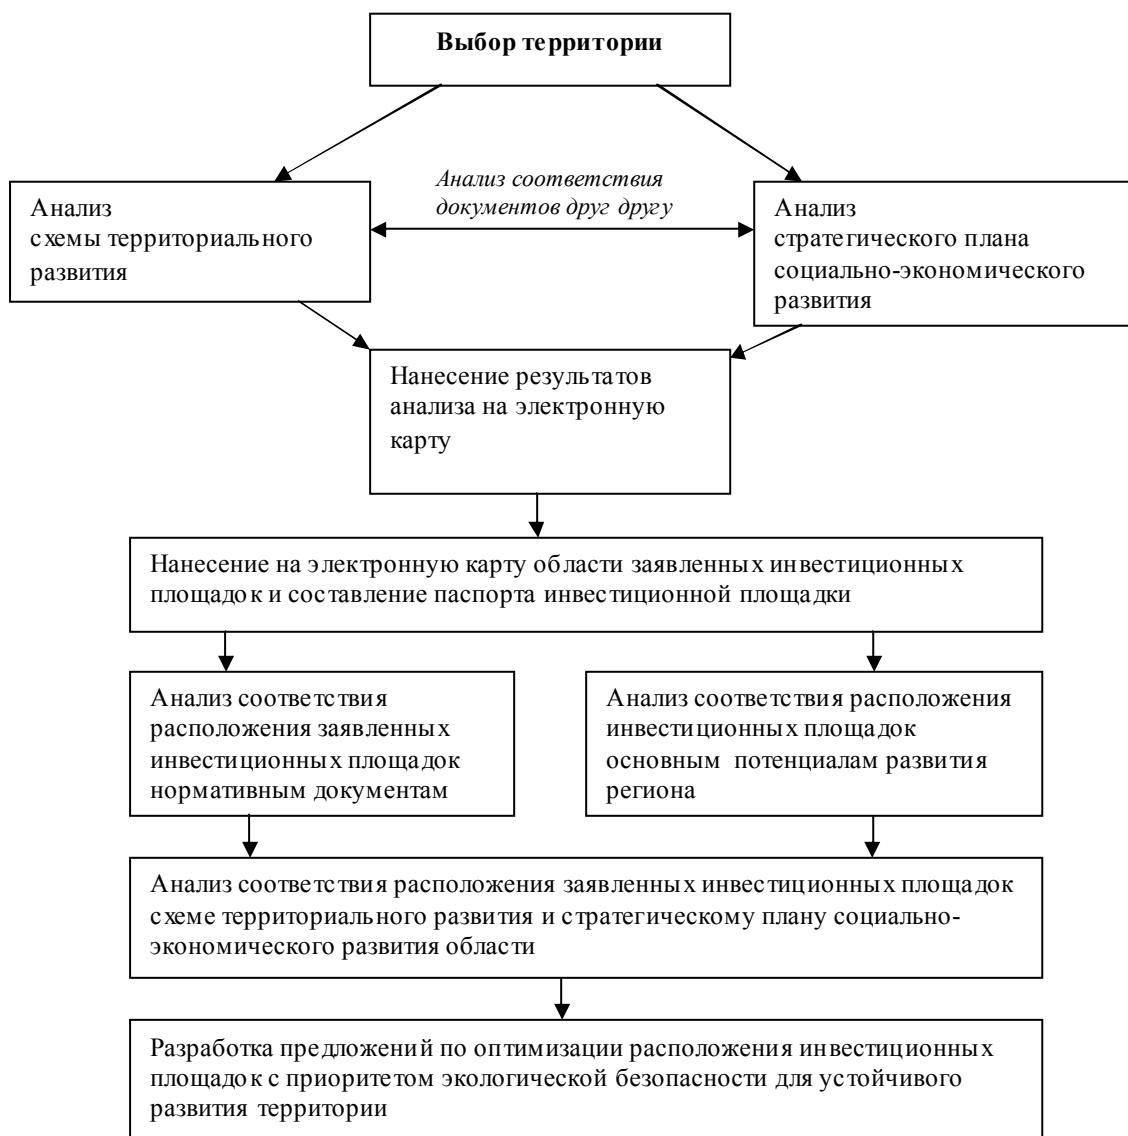 Выбор территории
Анализ
схемы территориального
развития
Анализ соответствия
документов друг другу
Анализ
стратегического плана
социально-экономического
развития
Нанесение результатов
анализа на электронную
карту
Нанесение на электронную карту области заявленных инвестиционных
площадок и составление паспорта инвестиционной площадки
Анализ соответствия
расположения заявленных
инвестиционных площадок
нормативным документам
Анализ соответствия расположения
инвестиционных площадок
основным потенциалам развития
региона
Анализ соответствия расположения заявленных инвестиционных площадок
схеме территориального развития и стратегическому плану социально-
экономического развития области
Разработка предложений по оптимизации расположения инвестиционных
площадок с приоритетом экологической безопасности для устойчивого
развития территории